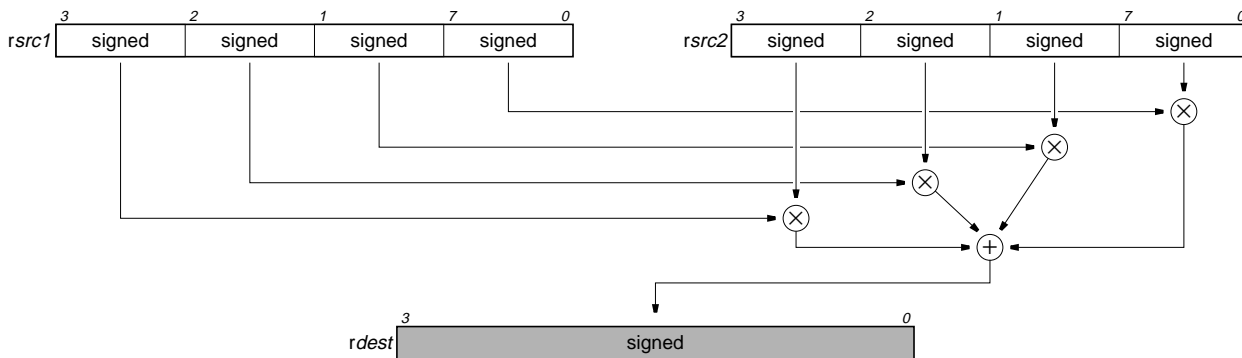 3 2 1 7 0 3 2 1 7 0
rsrc1 signed signed signed signed rsrc2 signed signed signed signed
3 0
rdest signed